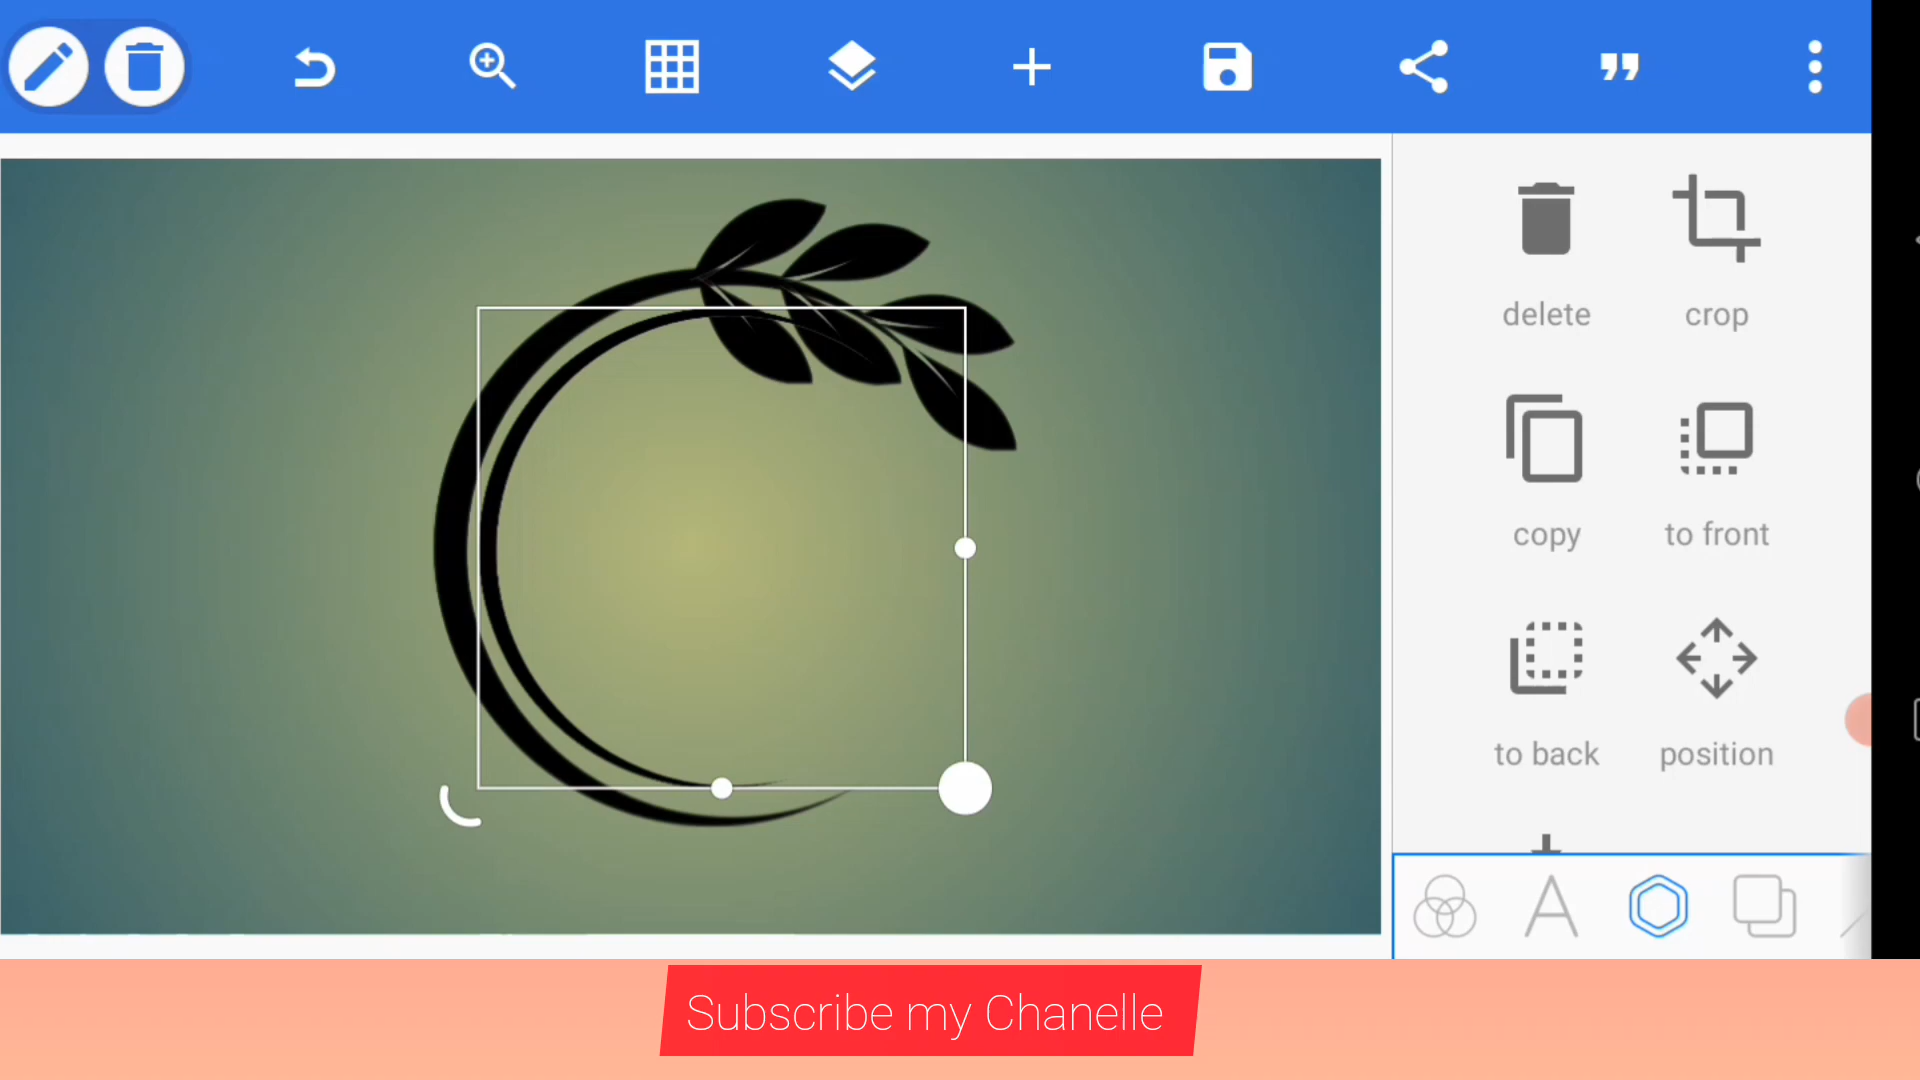 delete
crop
copy
to front
to back
position
Subscribe my Chanelle